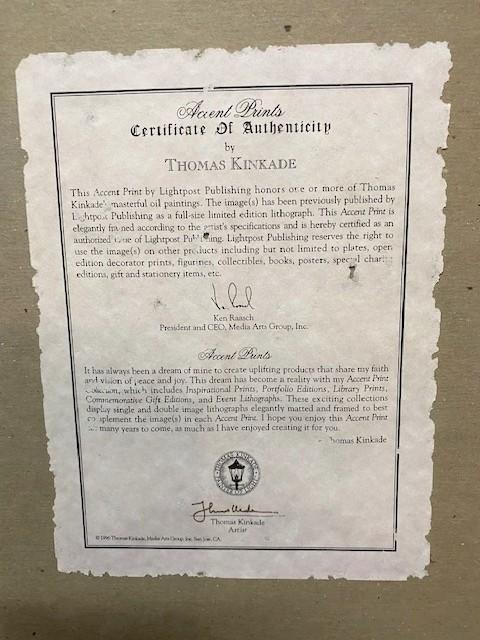 Accent Prints
Certificate Of Authenticity
by
THOMAS KINKADE
This Accent Print by Lightpost Publishing honors one or more of Thomas
Kinkade's masterful oil paintings. The image(s) has been previously published by
Lightpost Publishing as a full-size limited edition lithograph. This Accent Print is
elegantly framed according to the artist's specifications and is hereby certified as an
authorized issue of Lightpost Publishing. Lightpost Publishing reserves the right to
use the image(s) on other products including but not limited to plates, open
edition decorator prints, figurines, collectibles, books, posters, special charity
editions, gift and stationery items, etc.
Ken Raasch
President and CEO, Media Arts Group, Inc.
Accent Prints
It has always been a dream of mine to create uplifting products that share my faith
and vision of peace and joy. This dream has become a reality with my Accent Print
collection, which includes Inspirational Prints, Portfolio Editions, Library Prints,
Commemorative Gift Editions, and Event Lithographs. These exciting collections
display single and double image lithographs elegantly matted and framed to best
complement the image(s) in each Accent Print. I hope you enjoy this Accent Print
many years to come, as much as I have enjoyed creating it for you.
Thomas Kinkade
THOMAS KINKADE
PAINTER OF LIGHT
Thomas Kinkade
Artist
© 1996 Thomas Kinkade, Media Arts Group, Inc. San Jose, CA.